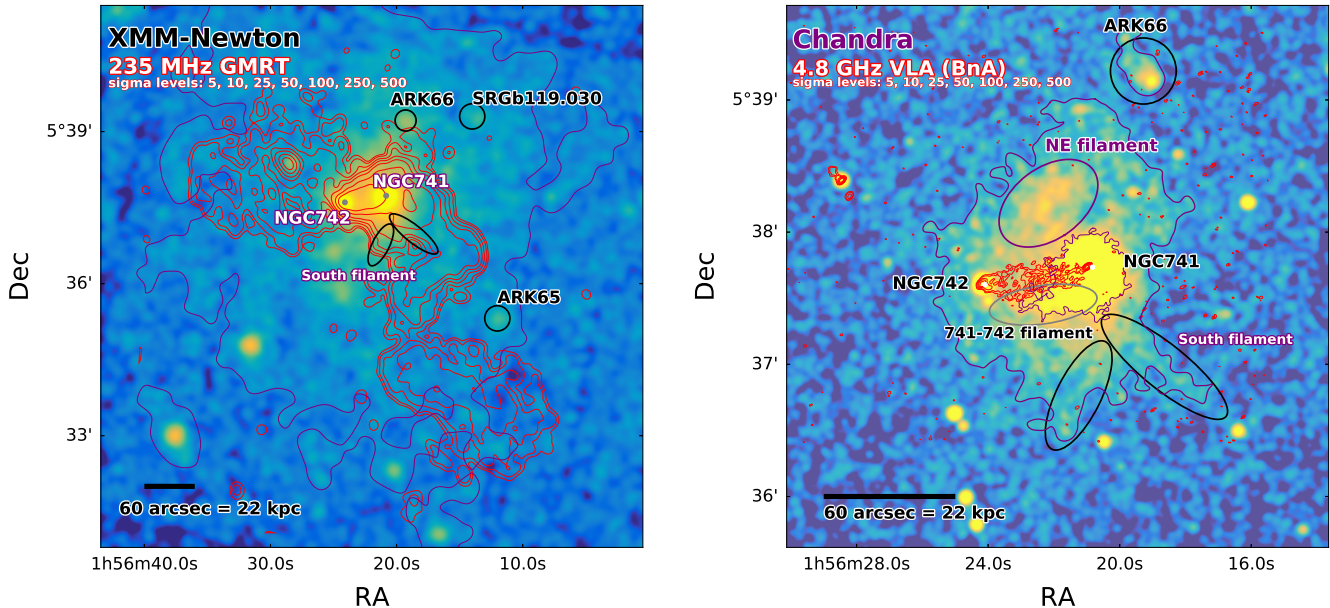 XMM-Newton
235 MHz GMRT
sigma levels: 5, 10, 25, 50, 100, 250, 500
ARK66
SRGb119.030
NGC741
NGC742
South filament
ARK65
60 arcsec = 22 kpc
5°39'
36'
33'
Dec
1h56m40.0s
30.0s
20.0s
10.0s
RA
Chandra
4.8 GHz VLA (BnA)
sigma levels: 5, 10, 25, 50, 100, 250, 500
ARK66
NE filament
NGC741
NGC742
741-742 filament
South filament
60 arcsec = 22 kpc
5°39'
38'
37'
36'
Dec
1h56m28.0s
24.0s
20.0s
16.0s
RA